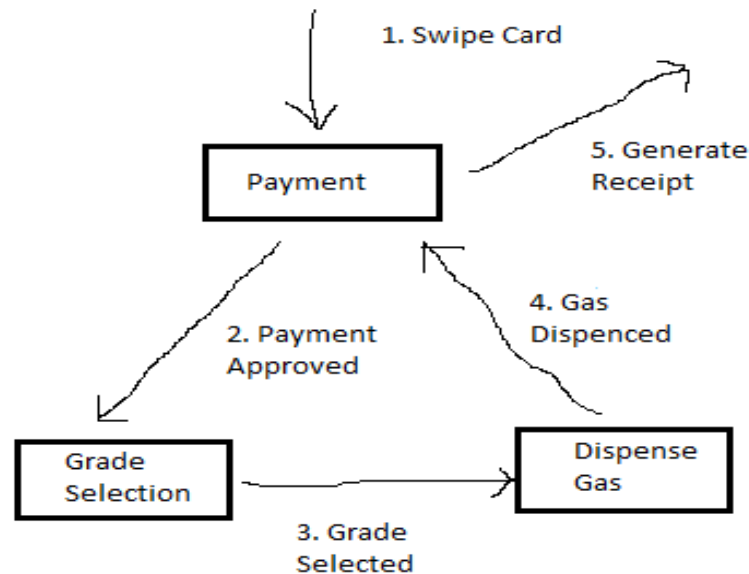 1. Swipe Card
Payment
5. Generate
Receipt
2. Payment
Approved
4. Gas
Dispenced
Grade
Selection
Dispense
Gas
3. Grade
Selected